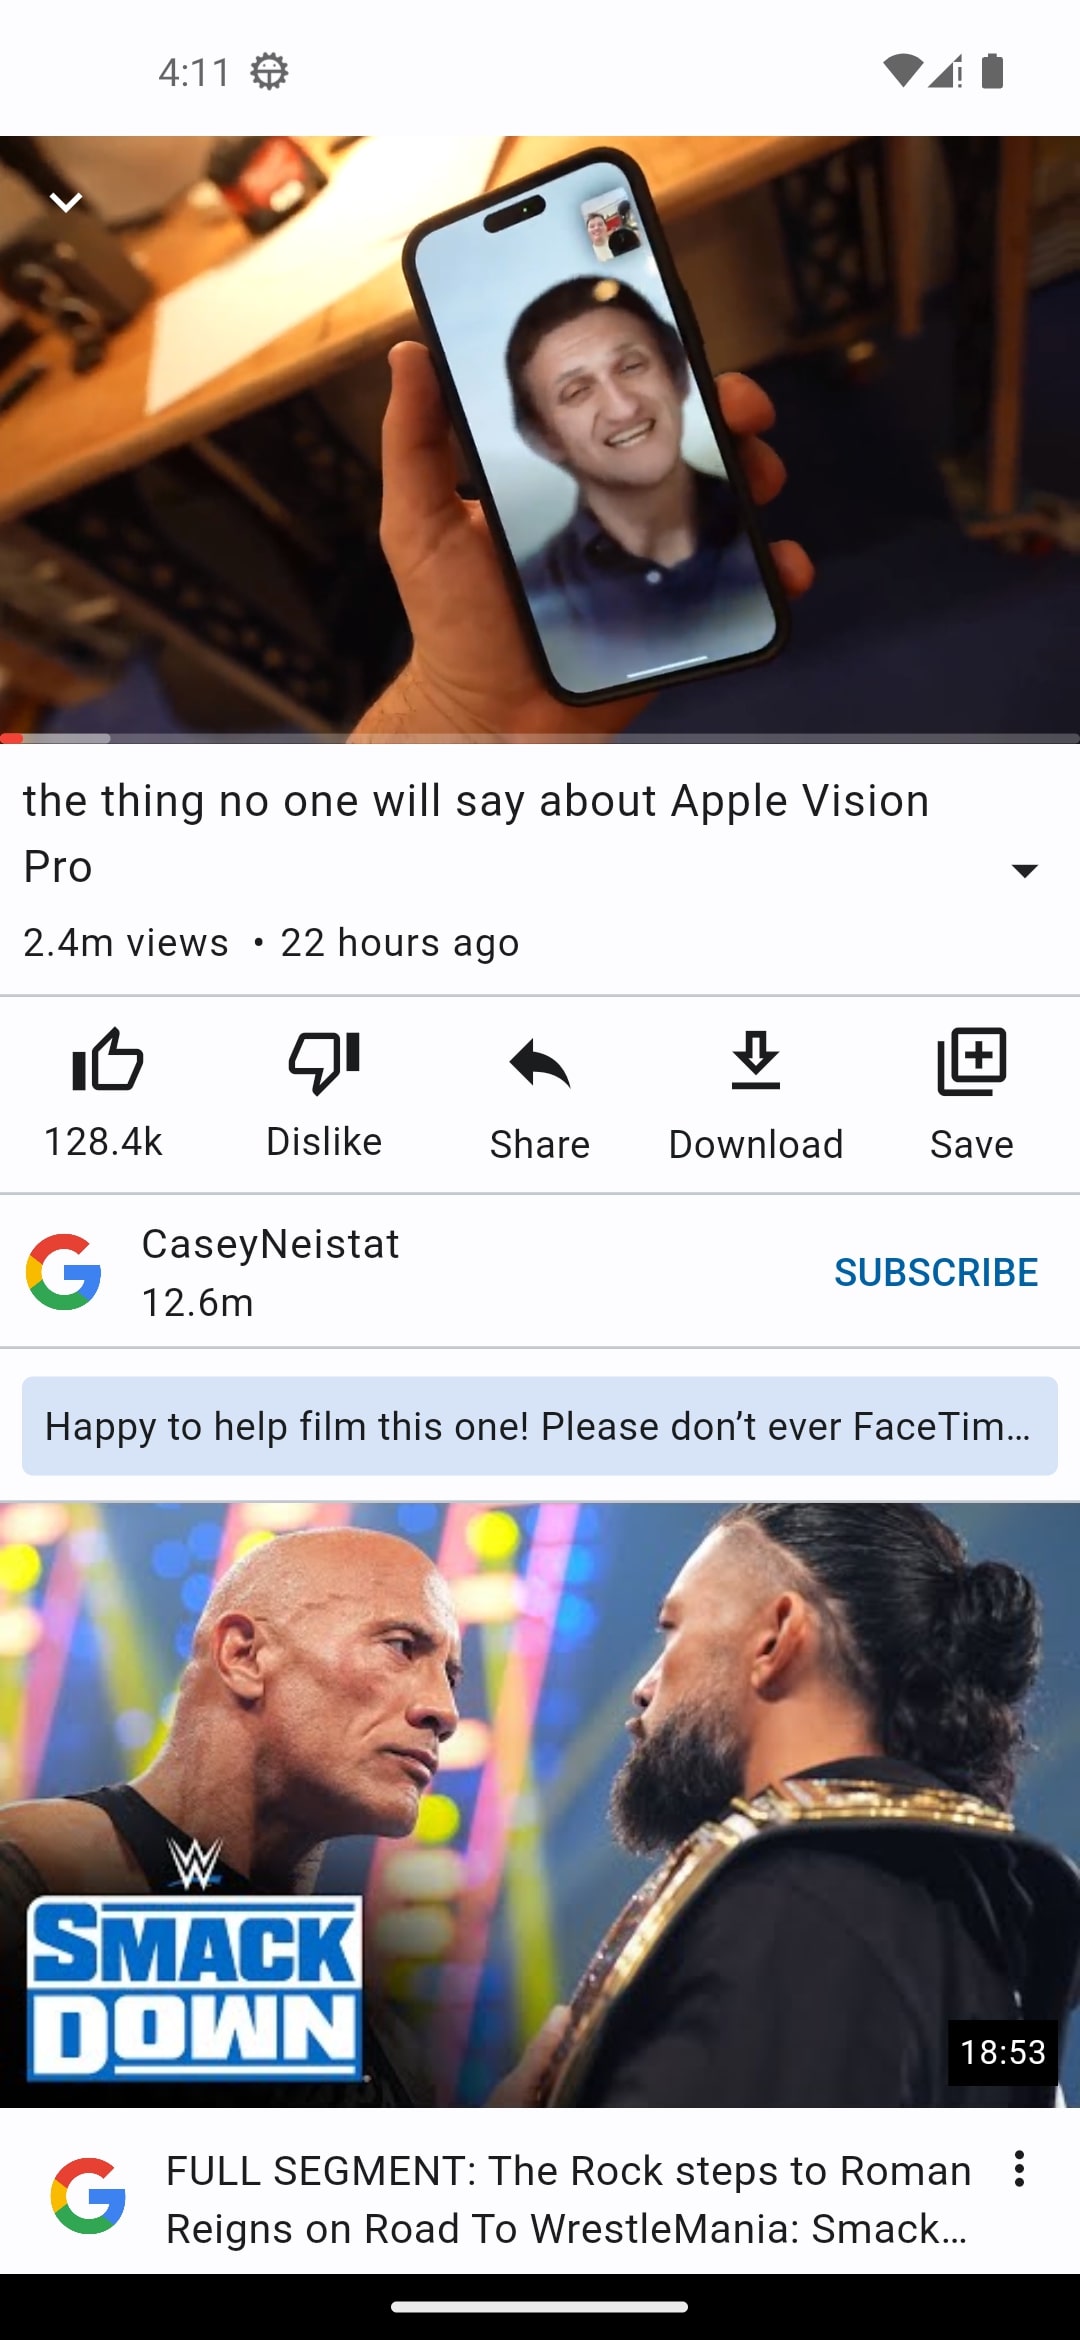 4:11
the thing no one will say about Apple Vision
Pro
2.4m views • 22 hours ago
128.4k
Dislike
Share
Download
Save
CaseyNeistat
12.6m
SUBSCRIBE
Happy to help film this one! Please don’t ever FaceTim...
W
SMACK
DOWN
18:53
FULL SEGMENT: The Rock steps to Roman
Reigns on Road To WrestleMania: Smack...